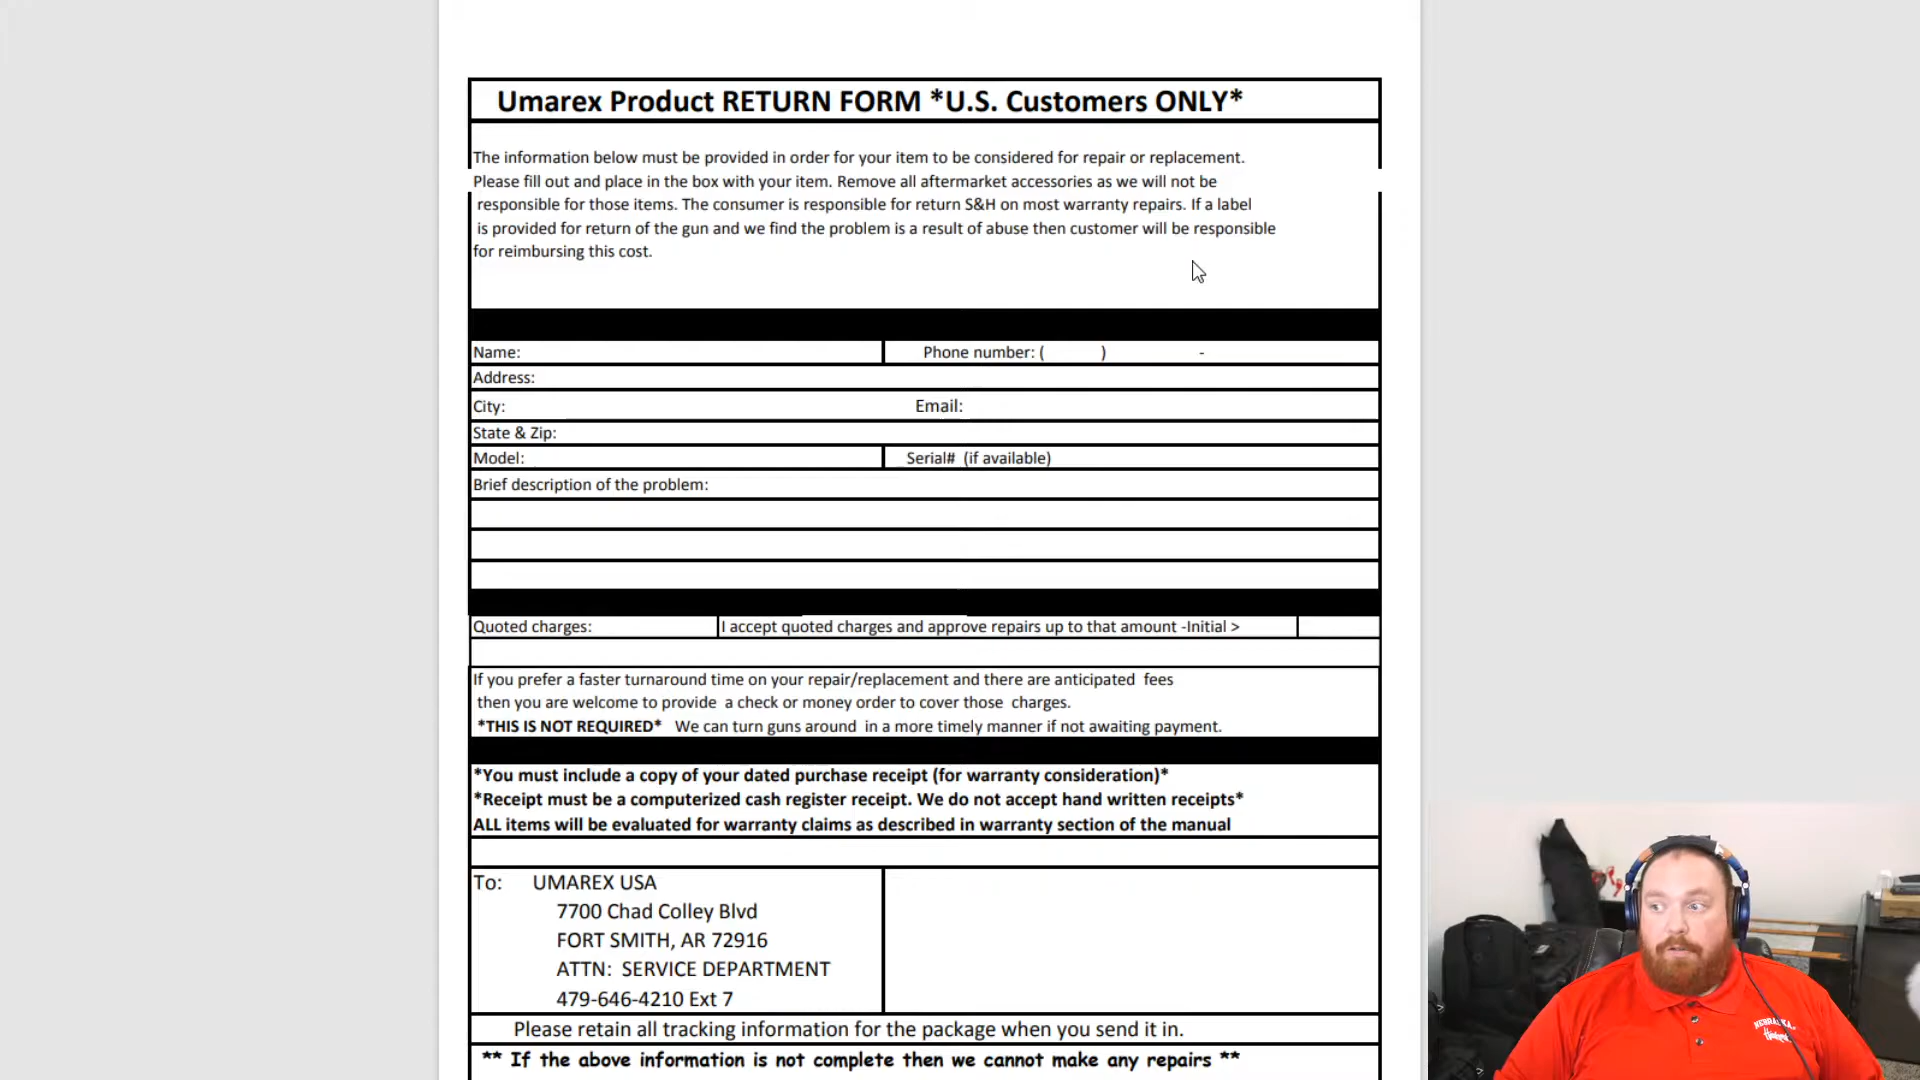 Umarex Product RETURN FORM *U.S. Customers ONLY*
The information below must be provided in order for your item to be considered for repair or replacement.
Please fill out and place in the box with your item. Remove all aftermarket accessories as we will not be
responsible for those items. The consumer is responsible for return S&H on most warranty repairs. If a label
is provided for return of the gun and we find the problem is a result of abuse then customer will be responsible
for reimbursing this cost.
Name: Phone number: ( ) -
Address:
City: Email:
State & Zip:
Model: Serial# (if available)
Brief description of the problem:
Quoted charges: I accept quoted charges and approve repairs up to that amount -Initial >
If you prefer a faster turnaround time on your repair/replacement and there are anticipated fees
then you are welcome to provide a check or money order to cover those charges.
*THIS IS NOT REQUIRED* We can turn guns around in a more timely manner if not awaiting payment.
*You must include a copy of your dated purchase receipt (for warranty consideration)*
*Receipt must be a computerized cash register receipt. We do not accept hand written receipts*
ALL items will be evaluated for warranty claims as described in warranty section of the manual
To: UMAREX USA
7700 Chad Colley Blvd
FORT SMITH, AR 72916
ATTN: SERVICE DEPARTMENT
479-646-4210 Ext 7
Please retain all tracking information for the package when you send it in.
** If the above information is not complete then we cannot make any repairs **
NEBRASKA
Huskers